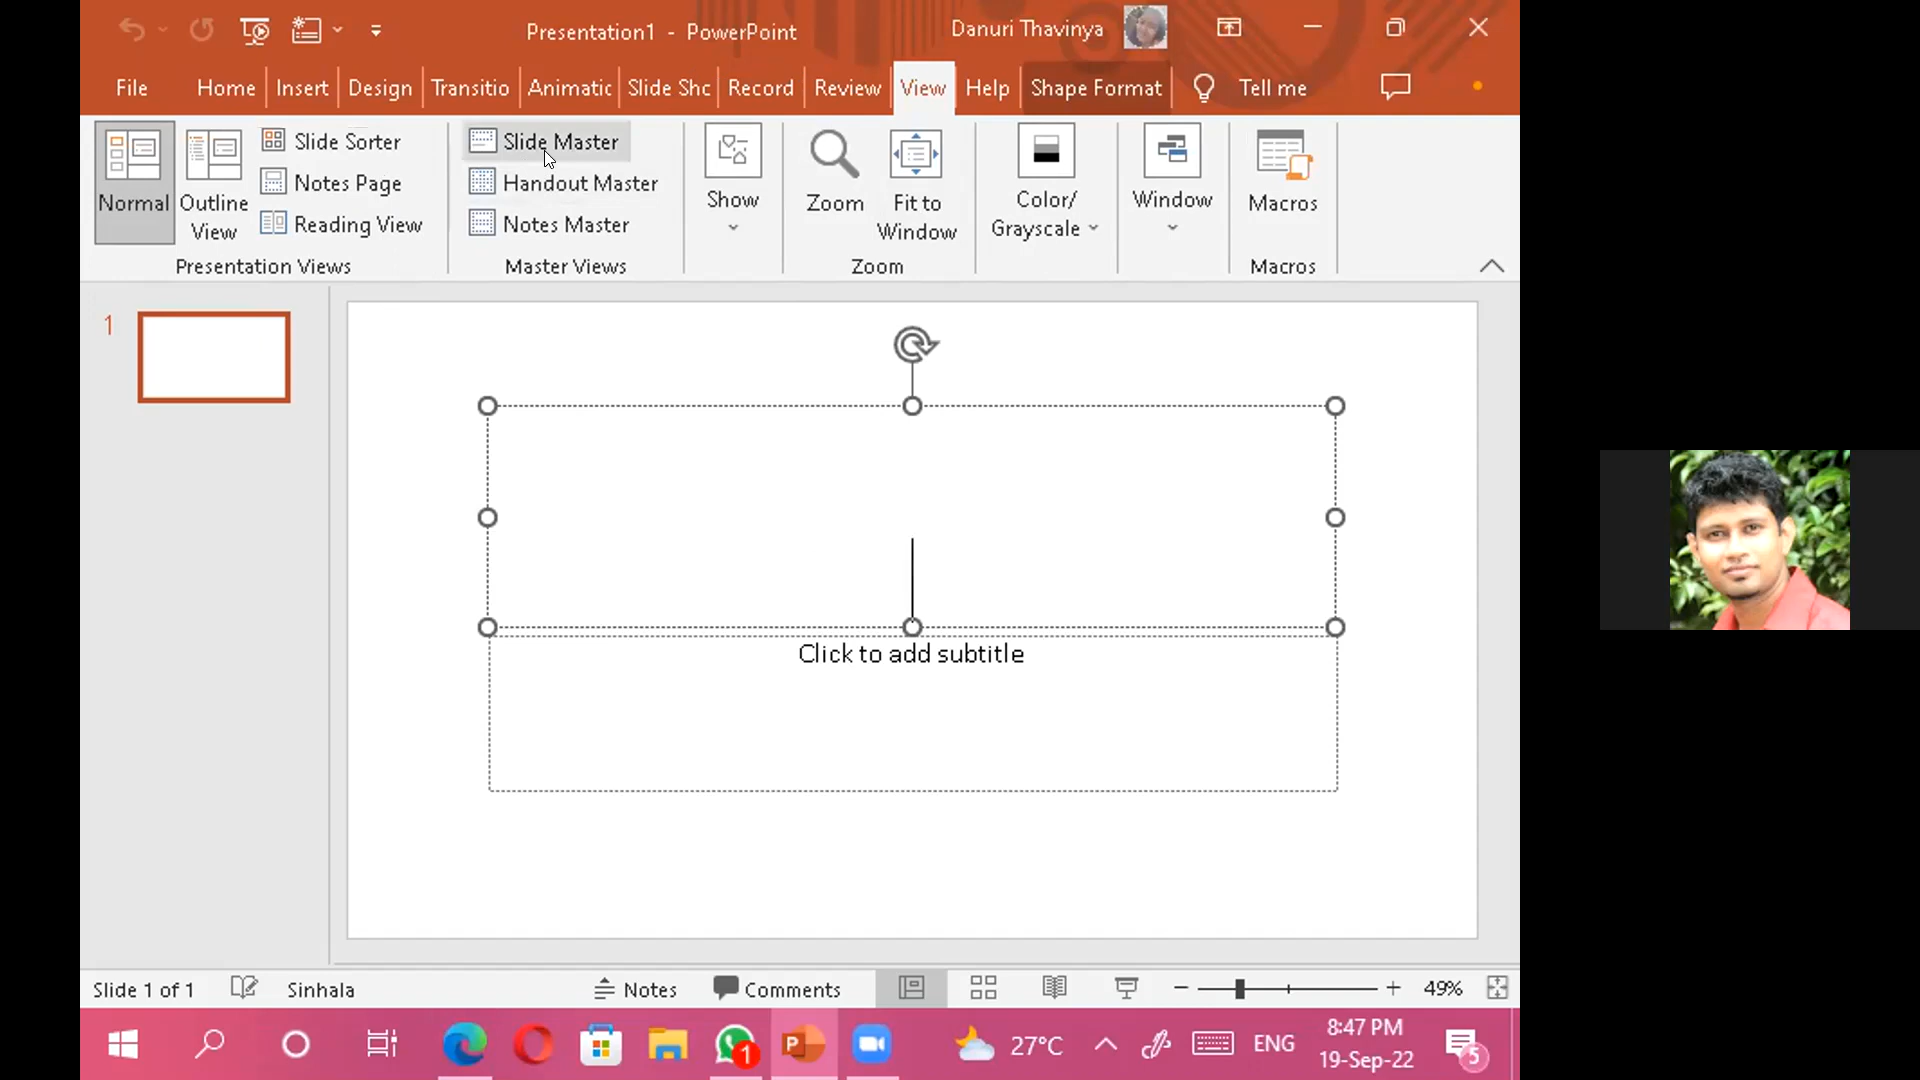 Presentation1 - PowerPoint
Danuri Thavinya
File
Home
Insert
Design
Transitio
Animatic
Slide Shc
Record
Review
View
Help
Shape Format
Tell me
Normal
Outline
View
Slide Sorter
Notes Page
Reading View
Presentation Views
Slide Master
Handout Master
Notes Master
Master Views
Show
Zoom
Fit to
Window
Zoom
Color/
Grayscale
Window
Macros
Macros
1
Click to add subtitle
Slide 1 of 1
Sinhala
Notes
Comments
49%
1
P
27°C
ENG
8:47 PM
19-Sep-22
5